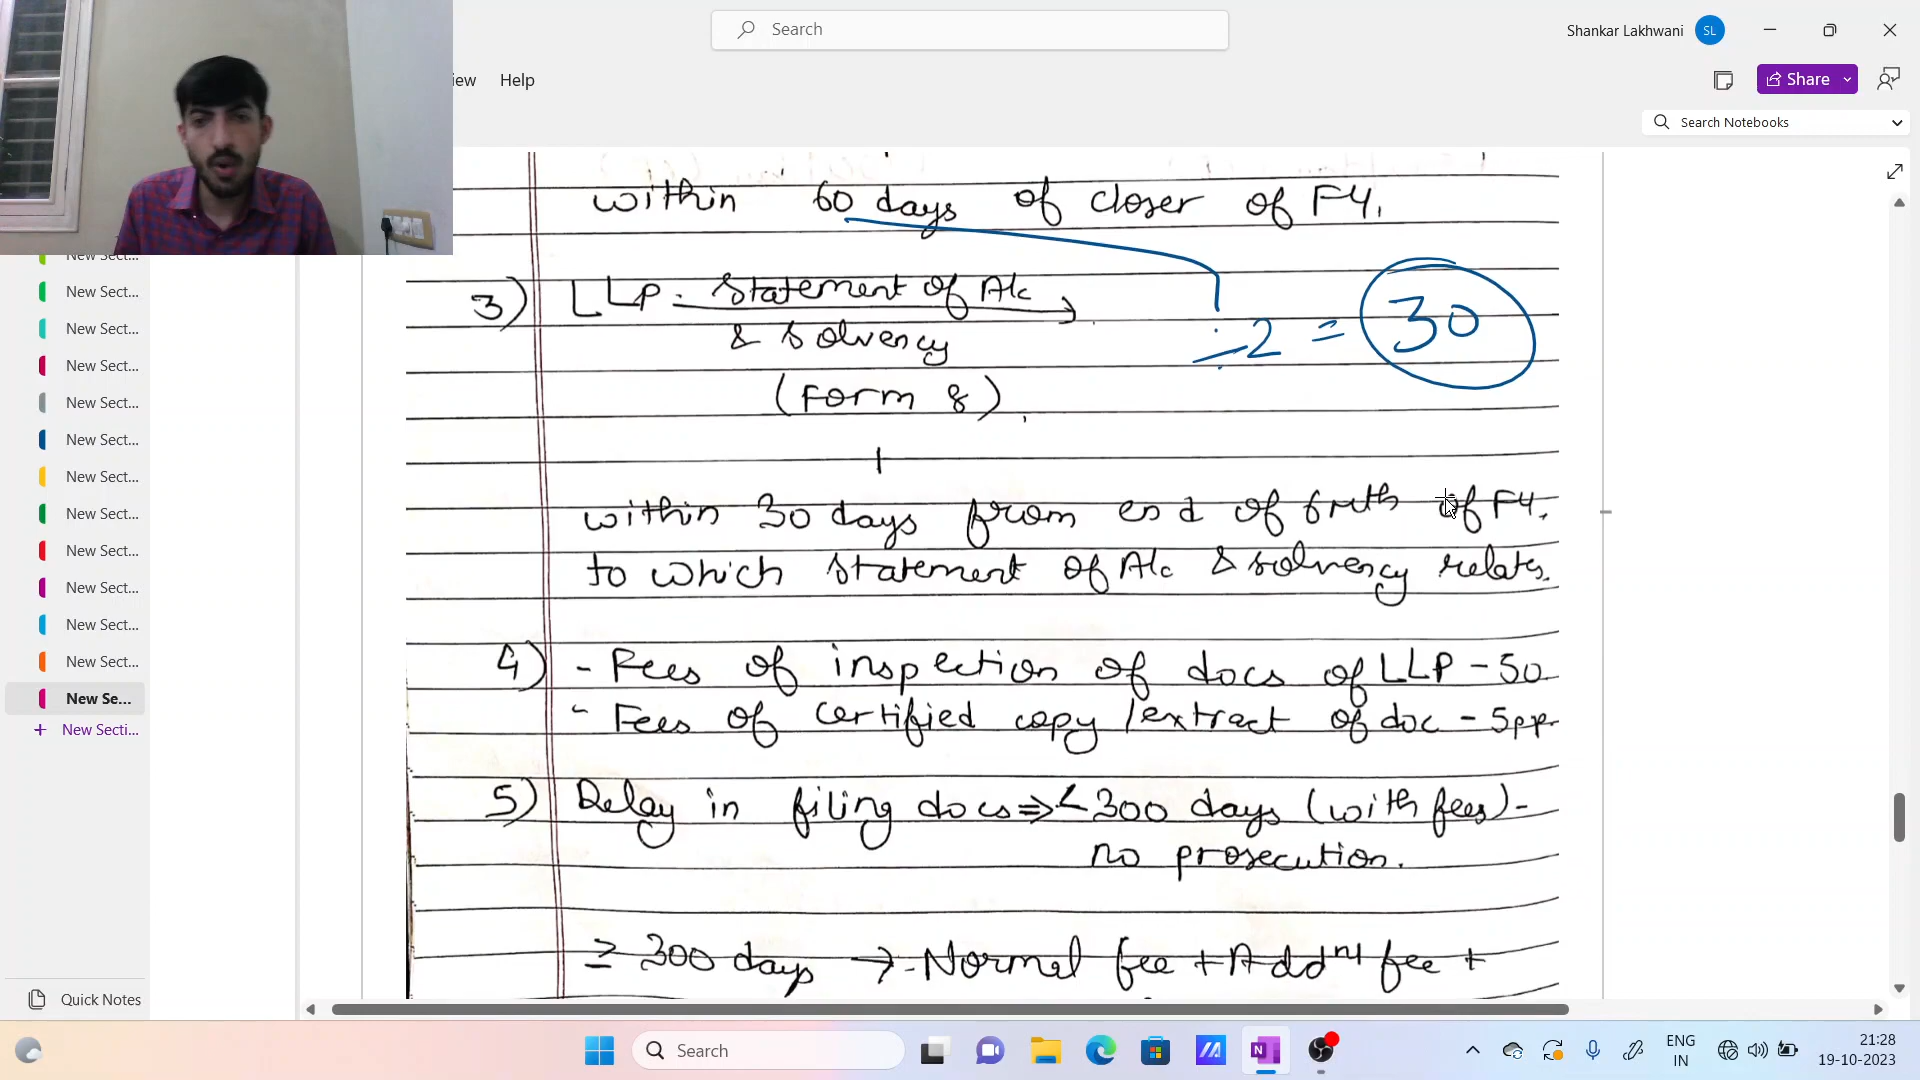 Search
Shankar Lakhwani
SL
iew
Help
Share
Search Notebooks
within 60 days of closer of F4.
3) LLP - Statement of A/c
& Solvency
(Form 8)
÷2 = 30
within 30 days from end of 6mth of F4.
to which statement of A/c & solvency relates.
4) - Fees of inspection of docs of LLP - 50
- Fees of certified copy /extract of doc - 5pp.
5) Delay in filing docs ⇒ < 300 days (with fees) -
no prosecution.
≥ 300 days → - Normal fee + Addnl fee +
New Sect...
New Sect...
New Sect...
New Sect...
New Sect...
New Sect...
New Sect...
New Sect...
New Sect...
New Sect...
New Sect...
New Sect...
New Se...
+ New Secti...
Quick Notes
Search
ENG
IN
21:28
19-10-2023